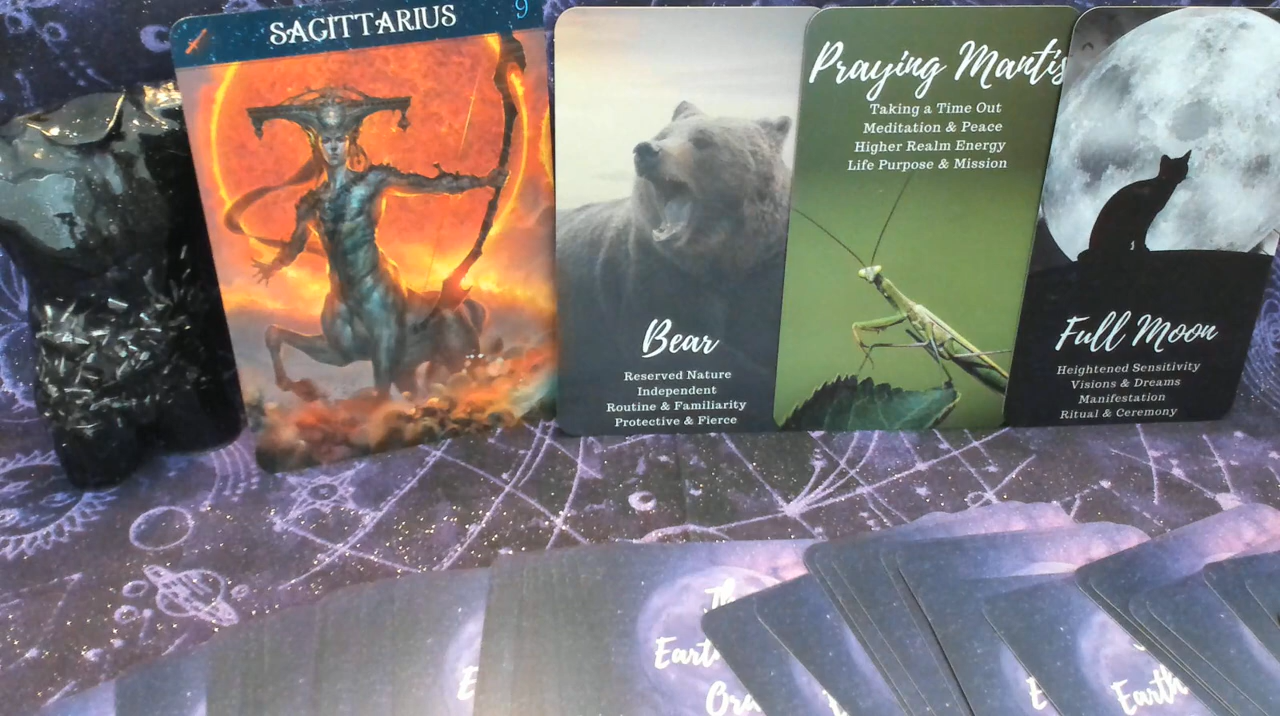 SAGITTARIUS
9
Bear
Reserved Nature
Independent
Routine & Familiarity
Protective & Fierce
Praying Mantis
Taking a Time Out
Meditation & Peace
Higher Realm Energy
Life Purpose & Mission
Full Moon
Heightened Sensitivity
Visions & Dreams
Manifestation
Ritual & Ceremony
Earth